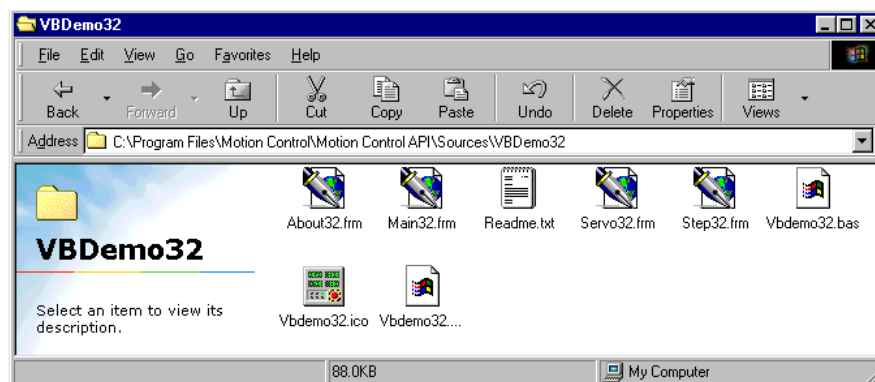 VBDemo32
File Edit View Go Favorites Help
Back Forward Up Cut Copy Paste Undo Delete Properties Views
Address C:\Program Files\Motion Control\Motion Control API\Sources\VBDemo32
About32.frm Main32.frm Readme.txt Servo32.frm Step32.frm Vbdemo32.bas
VBDemo32
Select an item to view its
description.
Vbdemo32.ico Vbdemo32....
88.0KB My Computer